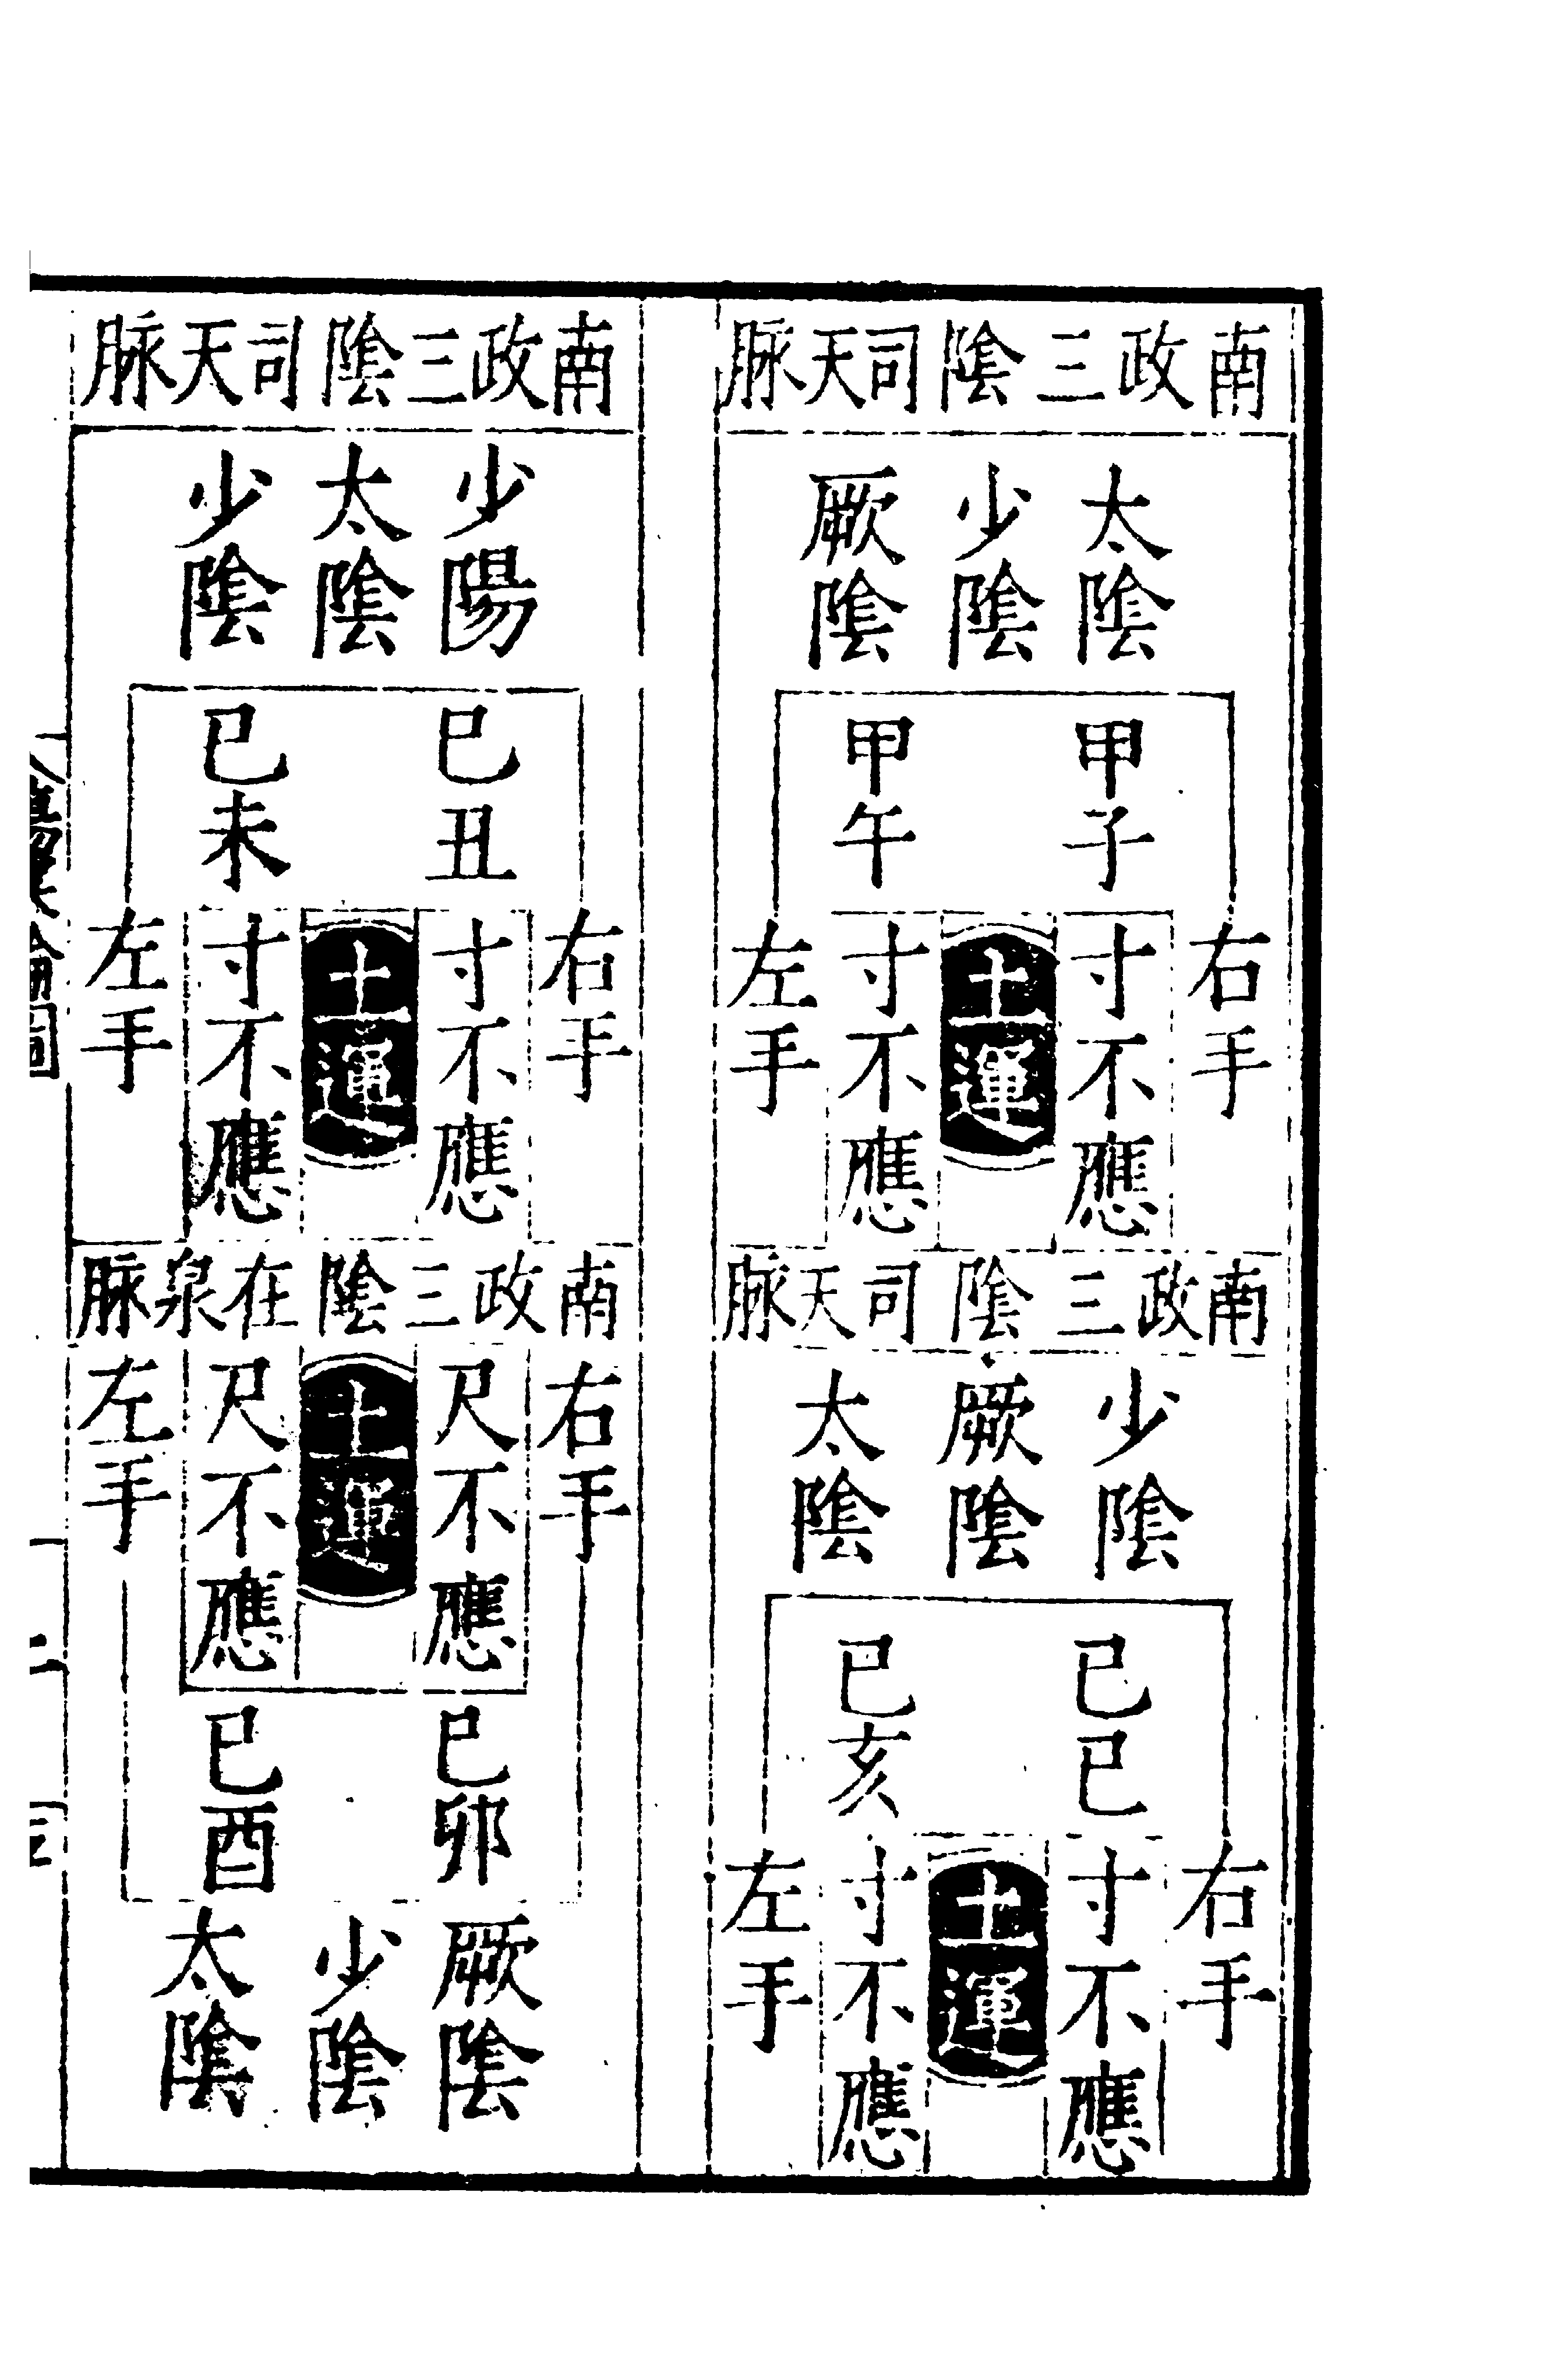 南政三陰司天脉
太陰
少陰
厥陰
甲子
甲午
右手
寸不應
土運
寸不應
左手
南政三陰司天脉
少陰
厥陰
太陰
已已
已亥
右手
寸不應
土運
寸不應
左手
南政三陰司天脉
少陽
太陰
少陰
已丑
已未
右手
寸不應
土運
寸不應
左手
南政三陰在泉脉
右手
尺不應
土運
尺不應
左手
已卯
已酉
厥陰
少陰
太陰